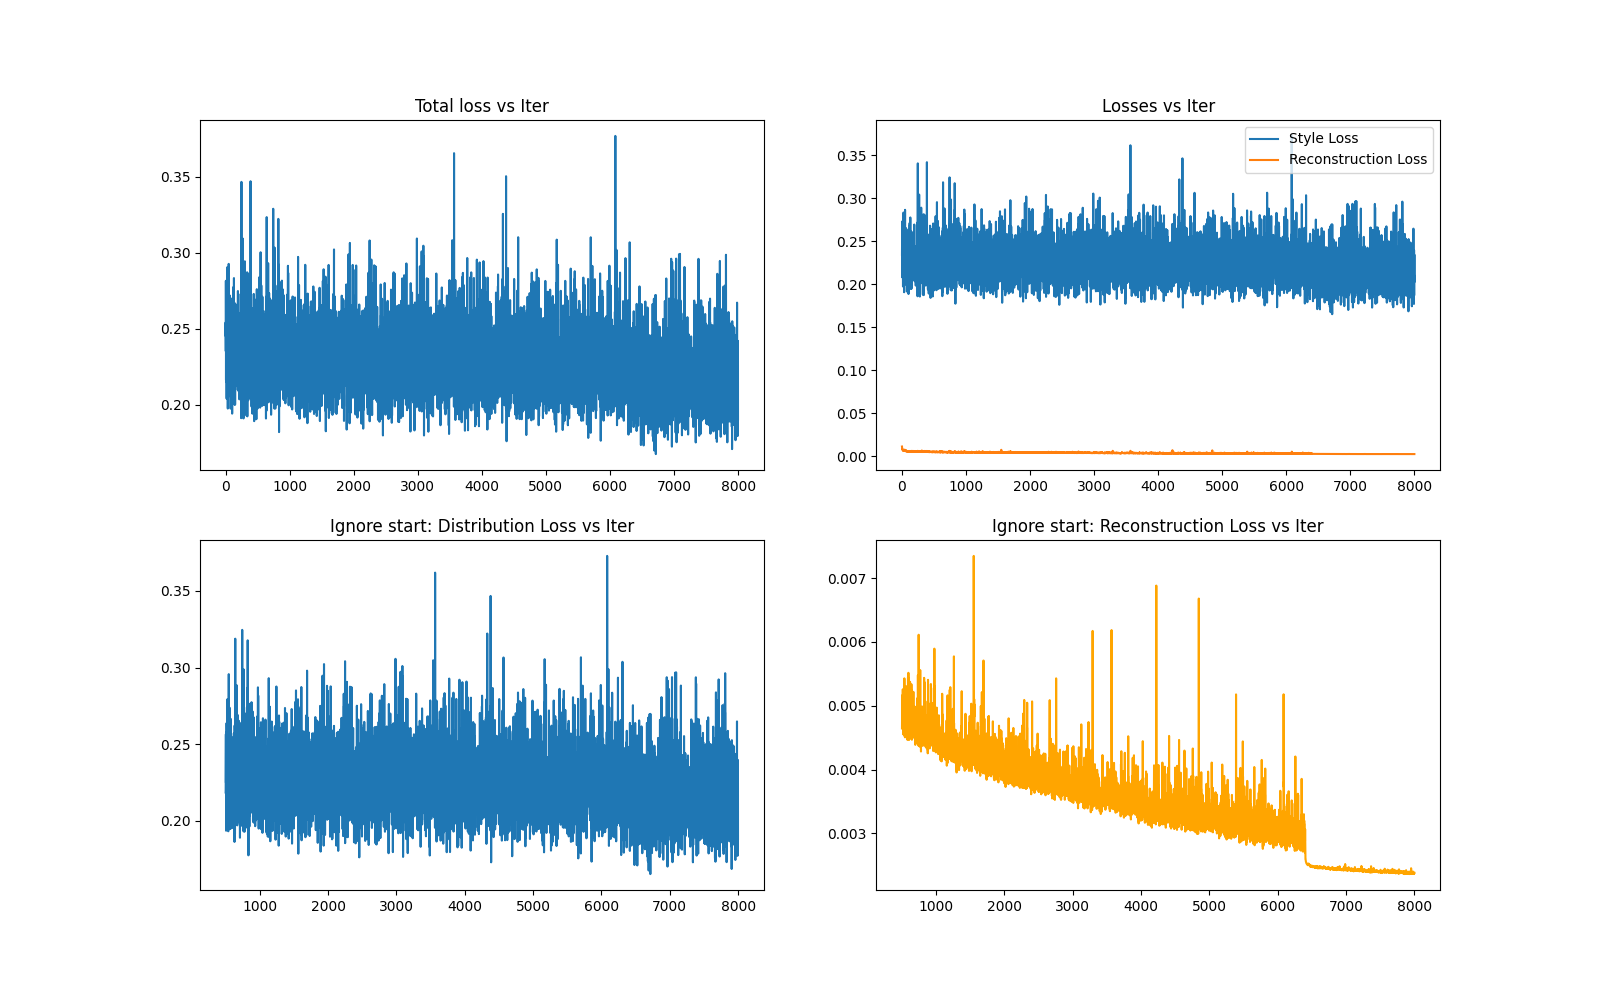 Total loss vs Iter
0.35
0.30
0.25
0.20
0 1000 2000 3000 4000 5000 6000 7000 8000
Losses vs Iter
Style Loss
Reconstruction Loss
0.35
0.30
0.25
0.20
0.15
0.10
0.05
0.00
0 1000 2000 3000 4000 5000 6000 7000 8000
Ignore start: Distribution Loss vs Iter
0.35
0.30
0.25
0.20
1000 2000 3000 4000 5000 6000 7000 8000
Ignore start: Reconstruction Loss vs Iter
0.007
0.006
0.005
0.004
0.003
1000 2000 3000 4000 5000 6000 7000 8000